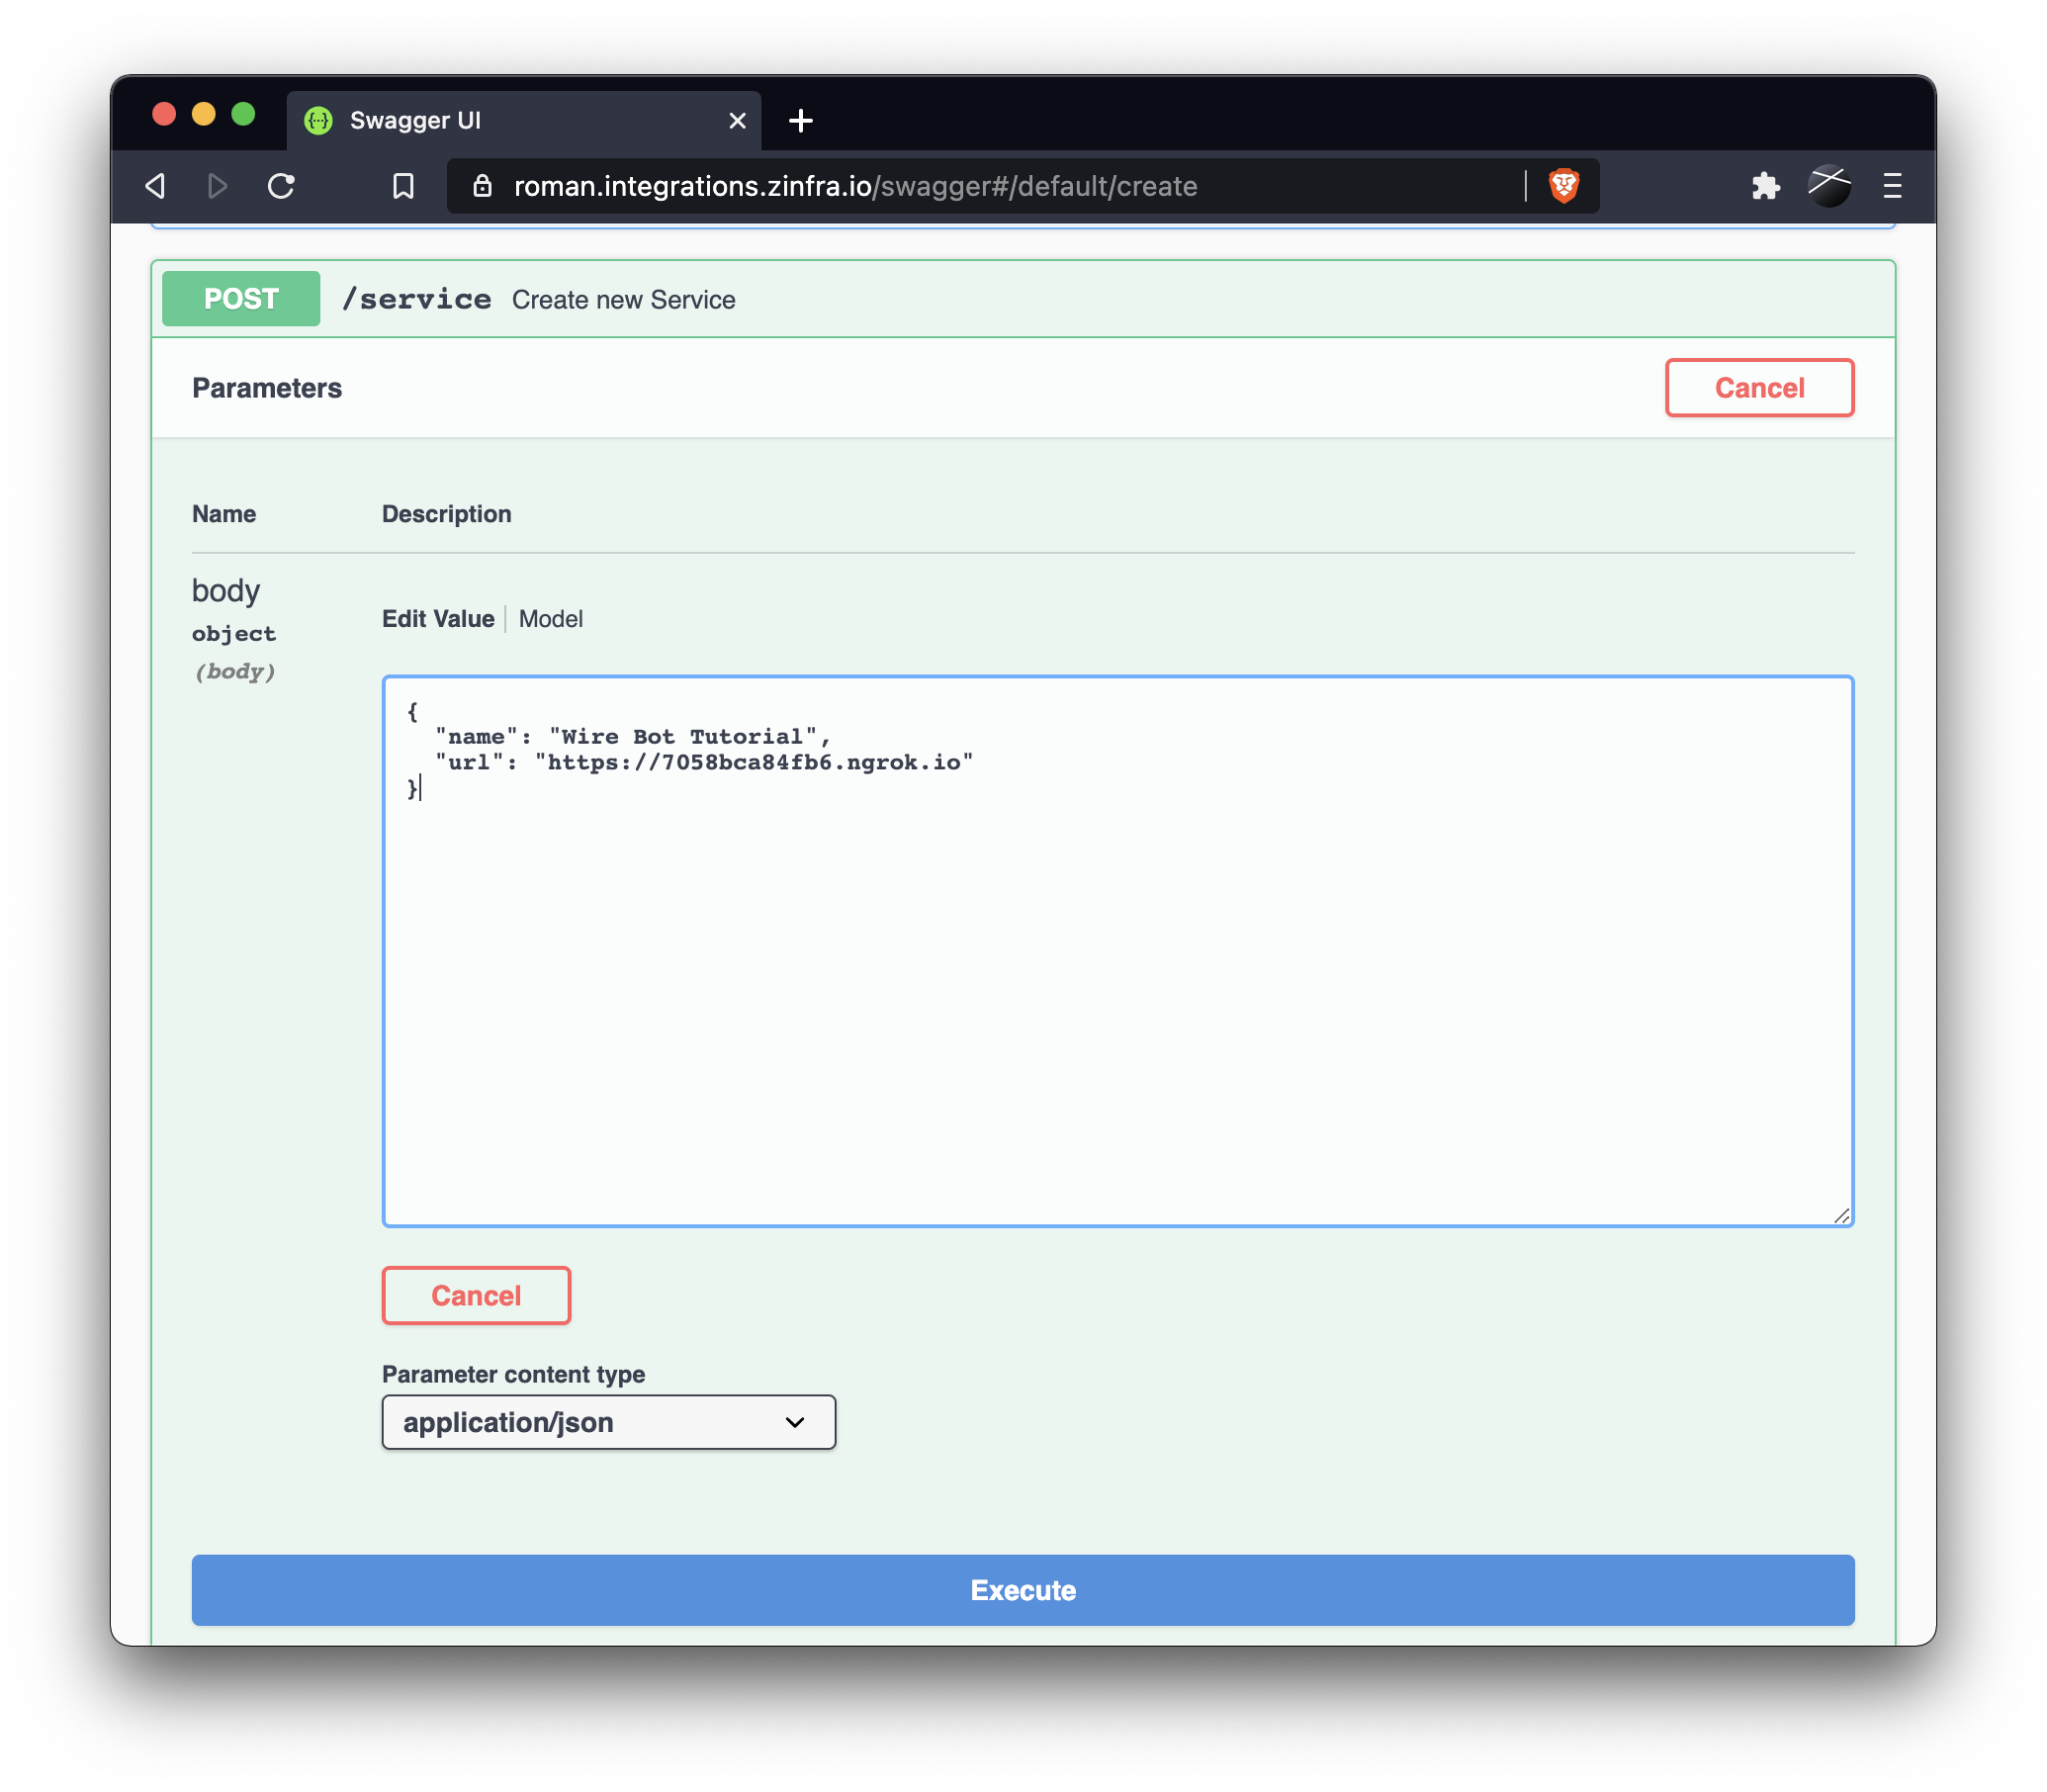 Swagger UI
roman.integrations.zinfra.io/swagger#/default/create
POST /service Create new Service
Parameters Cancel
Name Description
body
object
(body)
Edit Value | Model
{
  "name": "Wire Bot Tutorial",
  "url": "https://7058bca84fb6.ngrok.io"
}
Cancel
Parameter content type
application/json
Execute